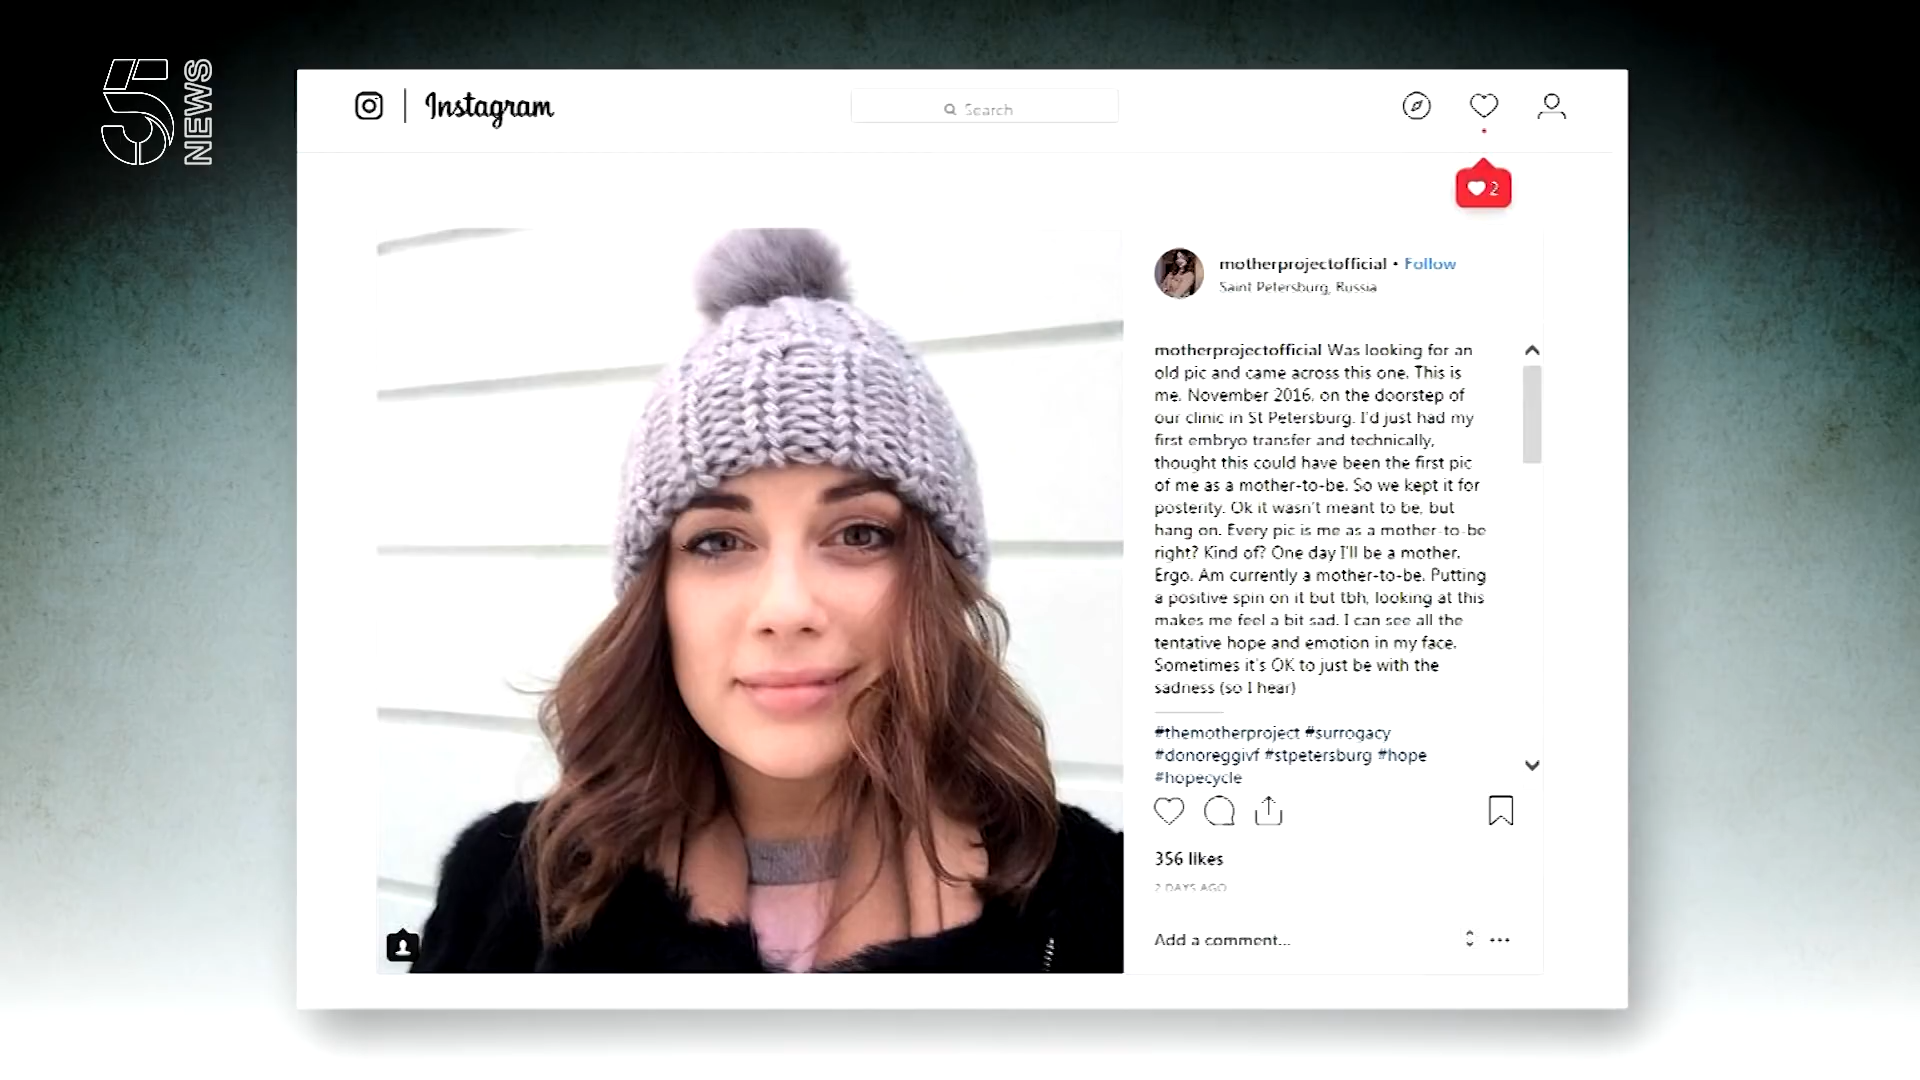 5 NEWS
Instagram
Search
2
motherprojectofficial • Follow
Saint Petersburg, Russia
motherprojectofficial Was looking for an
old pic and came across this one. This is
me. November 2016. on the doorstep of
our clinic in St Petersburg. I'd just had my
first embryo transfer and technically,
thought this could have been the first pic
of me as a mother-to-be. So we kept it for
posterity. Ok it wasn't meant to be, but
hang on. Every pic is me as a mother-to-be
right? Kind of? One day I'll be a mother.
Ergo. Am currently a mother-to-be. Putting
a positive spin on it but tbh, looking at this
makes me feel a bit sad. I can see all the
tentative hope and emotion in my face.
Sometimes it's OK to just be with the
sadness (so I hear)
#themotherproject #surrogacy
#donoreggivf #stpetersburg #hope
#hopecycle
356 likes
2 DAYS AGO
Add a comment...